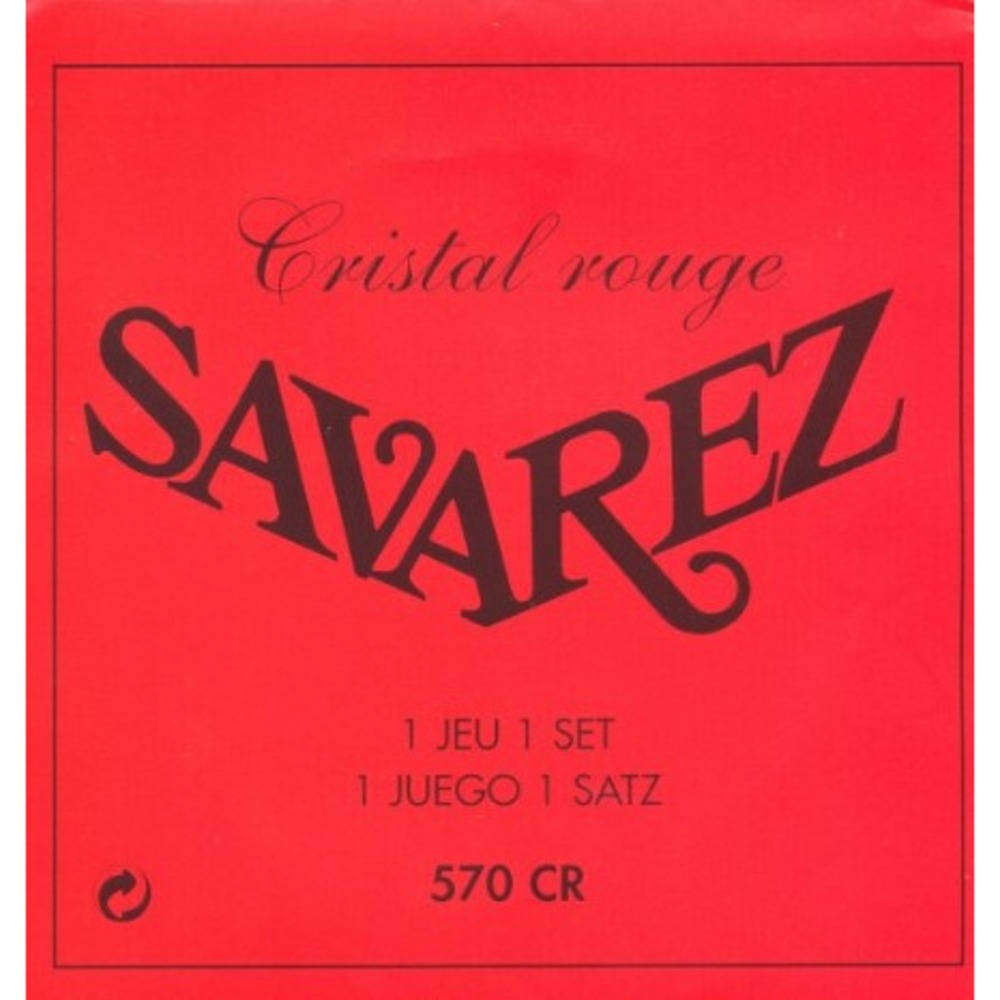 Cristal rouge
SAVAREZ
1 JEU 1 SET
1 JUEGO 1 SATZ
570 CR